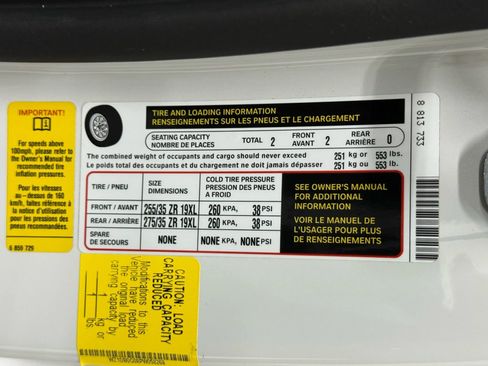 IMPORTANT!
For speeds above
100mph, please refer to
the Owner's Manual for
recommended tire
inflation pressures.
Pour les vitesses
au - dessus de 160
km/h, faites référence à
la notice d'utilisation
pour les pressions des
pneus recommandés
6 850 729
TIRE AND LOADING INFORMATION
RENSEIGNEMENTS SUR LES PNEUS ET LE CHARGEMENT
SEATING CAPACITY
NOMBRE DE PLACES
TOTAL 2
FRONT
AVANT 2
REAR
ARRIÈRE 0
The combined weight of occupants and cargo should never exceed 251 kg or 553 lbs.
Le poids total des occupants et du chargement ne doit jamais dépasser 251 kg ou 553 lb.
TIRE / PNEU
SIZE
DIMENSIONS
COLD TIRE PRESSURE
PRESSION DES PNEUS
A FROID
FRONT / AVANT 255/35 ZR 19XL 260 KPA, 38 PSI
REAR / ARRIÈRE 275/35 ZR 19XL 260 KPA, 38 PSI
SPARE
DE SECOURS NONE NONE KPA, NONE PSI
SEE OWNER'S MANUAL
FOR ADDITIONAL
INFORMATION
VOIR LE MANUEL DE
L'USAGER POUR PLUS
DE RENSEIGNEMENTS
8 813 733
CAUTION: LOAD
CARRYING CAPACITY
REDUCED
Modifications to this
vehicle have reduced
the original load
carrying capacity by
kg or
lbs